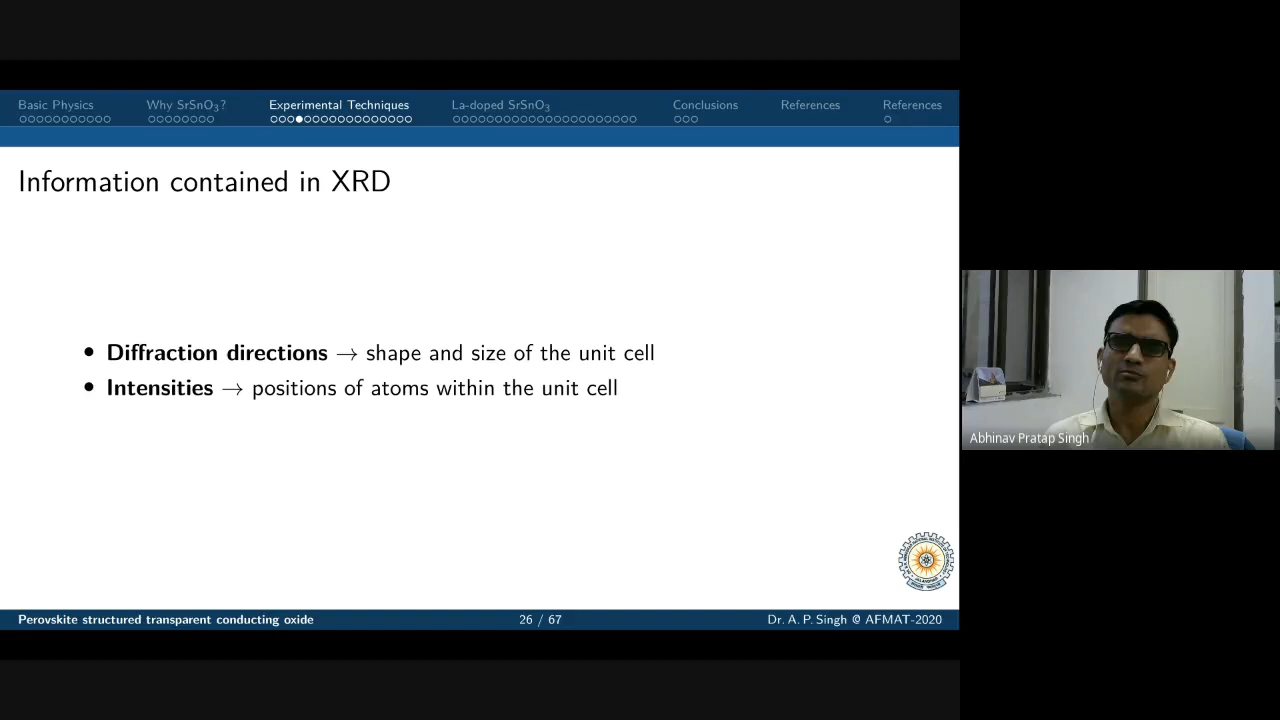 Basic Physics Why SrSnO₃? Experimental Techniques La-doped SrSnO₃ Conclusions References References
Information contained in XRD
• Diffraction directions → shape and size of the unit cell
• Intensities → positions of atoms within the unit cell
Abhinav Pratap Singh
JALANDHAR
Perovskite structured transparent conducting oxide 26 / 67 Dr. A. P. Singh @ AFMAT-2020